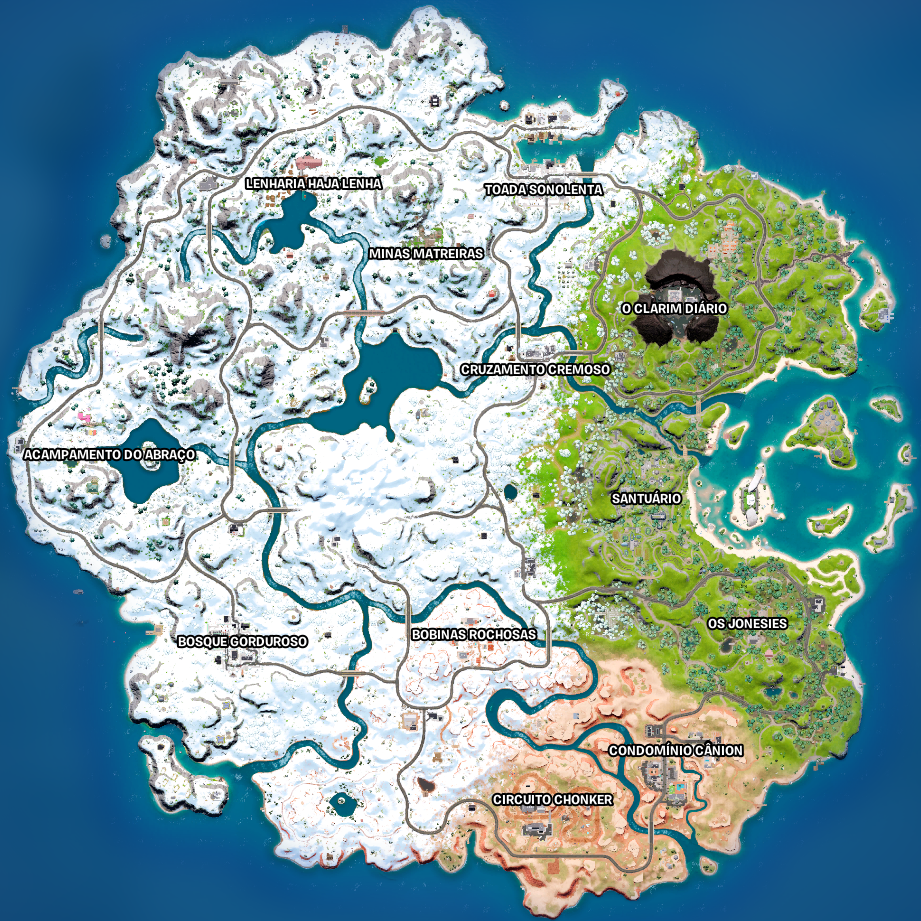 LENHARIA HAJA LENHA
TOADA SONOLENTA
MINAS MATREIRAS
O CLARIM DIÁRIO
CRUZAMENTO CREMOSO
ACAMPAMENTO DO ABRAÇO
SANTUÁRIO
OS JONESIES
BOBINAS ROCHOSAS
BOSQUE GORDUROSO
CONDOMÍNIO CÂNION
CIRCUITO CHONKER